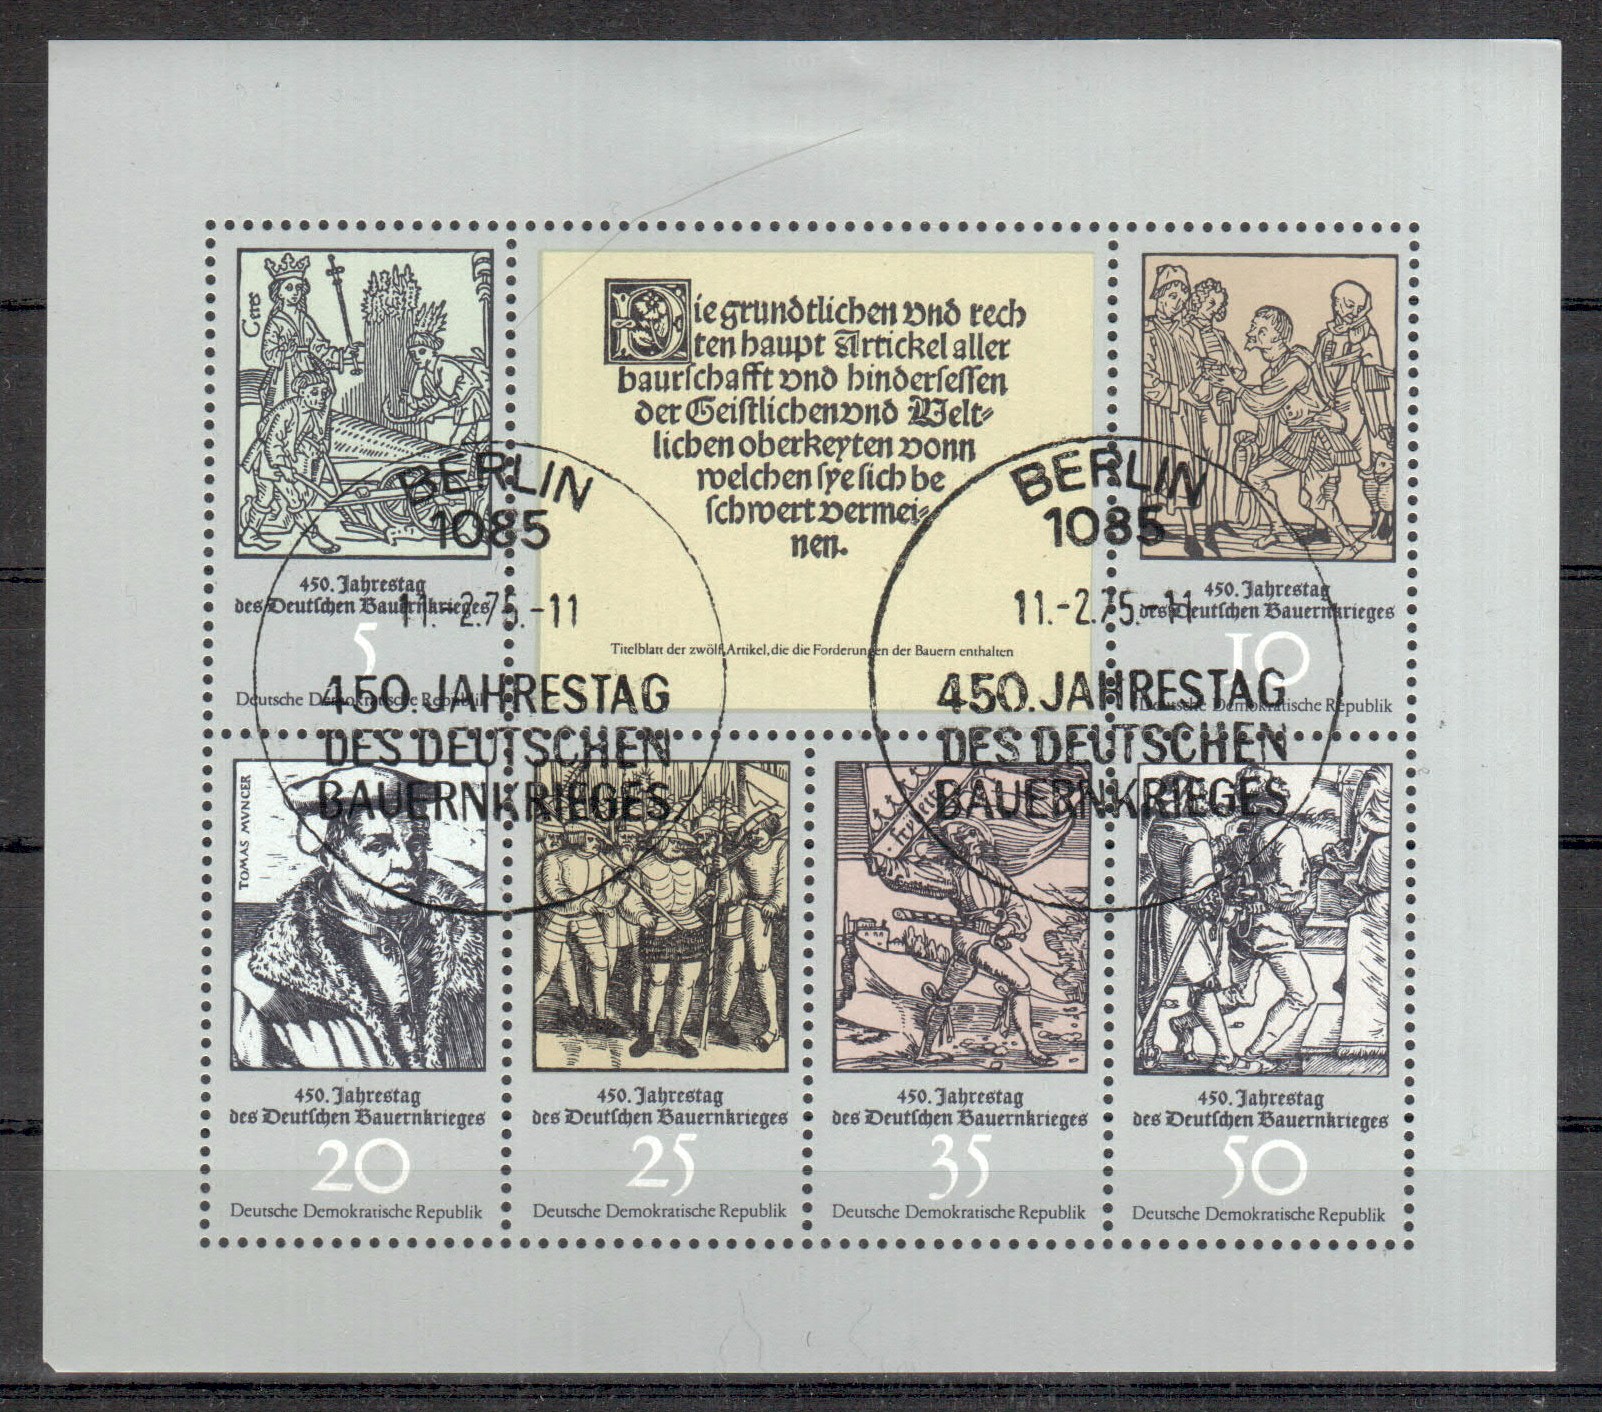 Ceres
450. Jahrestag
des Deutschen Bauernkrieges
5
Deutsche Demokratische Republik
Die grundtlichen vnd rech
ten haupt Artickel aller
baurschafft vnd hindersessen
der Geistlichen vnd Welt-
lichen oberkeyten vonn
welchen sye sich be
schwert vermei-
nen.
Titelblatt der zwölf Artikel, die die Forderungen der Bauern enthalten
450. Jahrestag
des Deutschen Bauernkrieges
10
Deutsche Demokratische Republik
BERLIN
1085
11.-2.75.-11
450. JAHRESTAG
DES DEUTSCHEN
BAUERNKRIEGES
BERLIN
1085
11.-2.75.-11
450. JAHRESTAG
DES DEUTSCHEN
BAUERNKRIEGES
TOMAS MVNCER
450. Jahrestag
des Deutschen Bauernkrieges
20
Deutsche Demokratische Republik
450. Jahrestag
des Deutschen Bauernkrieges
25
Deutsche Demokratische Republik
Fryheit
450. Jahrestag
des Deutschen Bauernkrieges
35
Deutsche Demokratische Republik
450. Jahrestag
des Deutschen Bauernkrieges
50
Deutsche Demokratische Republik